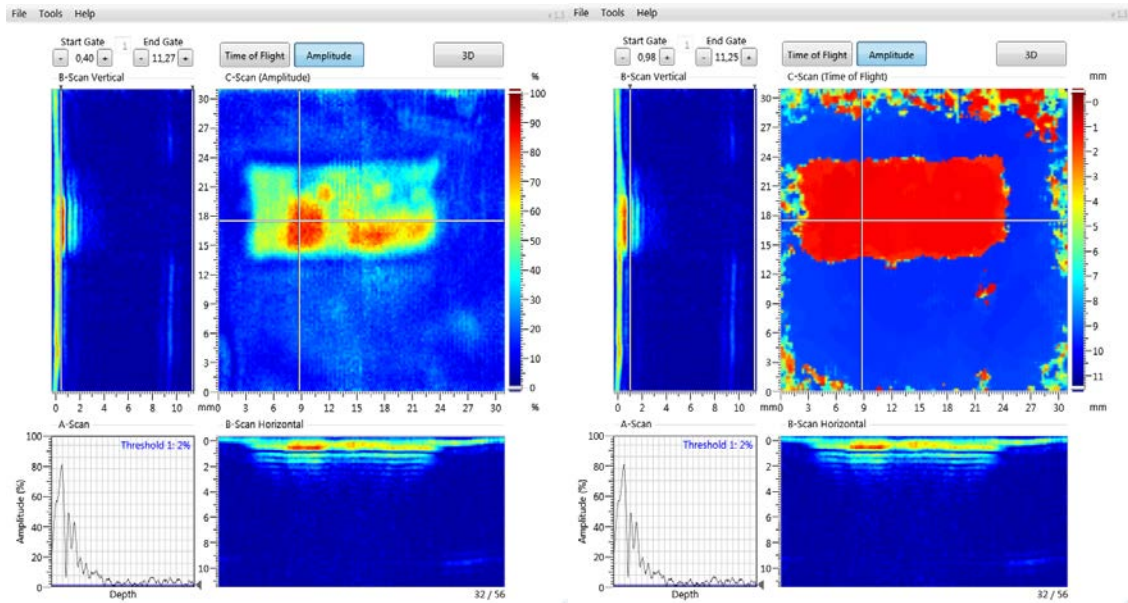 File Tools Help v 1.3
Start Gate 1 End Gate
- 0,40 + - 11,27 + Time of Flight Amplitude 3D
B-Scan Vertical C-Scan (Amplitude) %
30 27 24 21 18 15 12 9 6 3 0
100 90 80 70 60 50 40 30 20 10 0
0 2 4 6 8 10 mm 0 3 6 9 12 15 18 21 24 27 30 %
A-Scan B-Scan Horizontal
Threshold 1: 2%
Amplitude (%)
100 80 60 40 20 0
0 2 4 6 8 10
Depth 32 / 56
File Tools Help v 1.3
Start Gate 1 End Gate
- 0,98 + - 11,25 + Time of Flight Amplitude 3D
B-Scan Vertical C-Scan (Time of Flight) mm
30 27 24 21 18 15 12 9 6 3 0
0 1 2 3 4 5 6 7 8 9 10 11
0 2 4 6 8 10 mm 0 3 6 9 12 15 18 21 24 27 30 mm
A-Scan B-Scan Horizontal
Threshold 1: 2%
Amplitude (%)
100 80 60 40 20 0
0 2 4 6 8 10
Depth 32 / 56